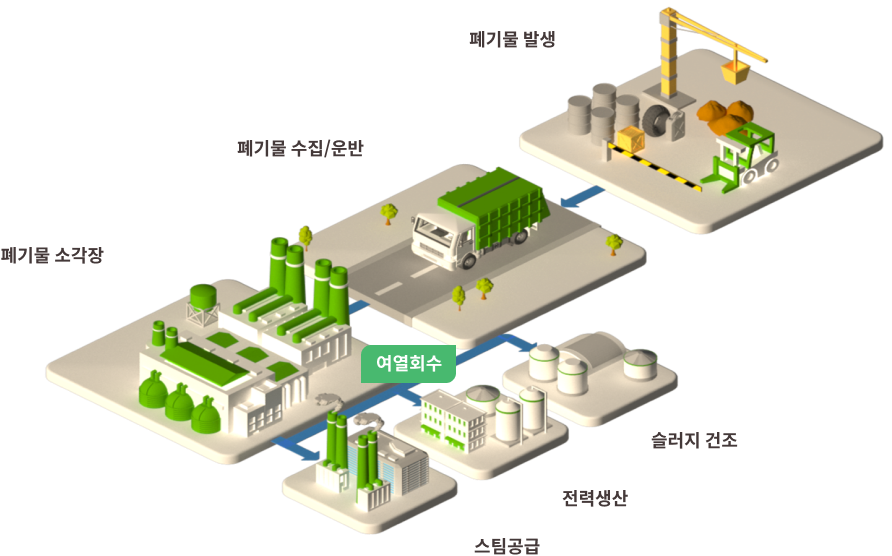 폐기물 발생
폐기물 수집/운반
폐기물 소각장
여열회수
슬러지 건조
전력생산
스팀공급